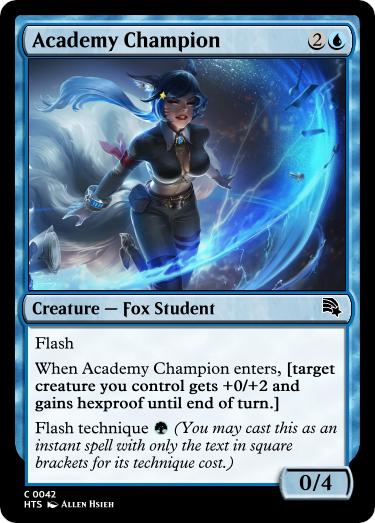 Academy Champion 2
Creature — Fox Student
Flash
When Academy Champion enters, [target
creature you control gets +0/+2 and
gains hexproof until end of turn.]
Flash technique (You may cast this as
an instant spell with only the text in square
brackets for its technique cost.)
0/4
C 0042
HTS Allen Hsieh